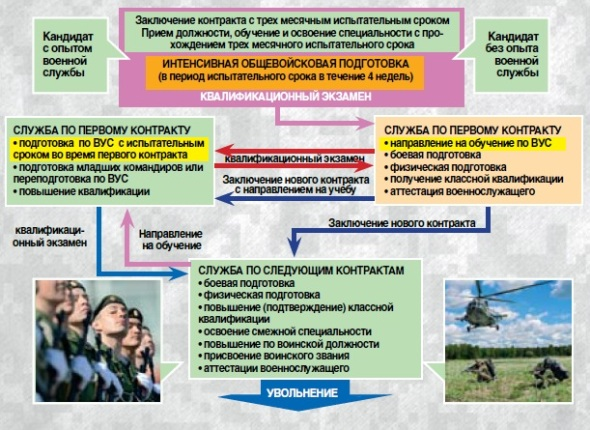 Заключение контракта с трех месячным испытательным сроком
Прием должности, обучение и освоение специальности с про-
хождением трех месячного испытательного срока
Кандидат
с опытом
военной
службы
Кандидат
без опыта
военной
службы
ИНТЕНСИВНАЯ ОБЩЕВОЙСКОВАЯ ПОДГОТОВКА
(в период испытательного срока в течение 4 недель)
КВАЛИФИКАЦИОННЫЙ ЭКЗАМЕН
СЛУЖБА ПО ПЕРВОМУ КОНТРАКТУ
• подготовка по ВУС с испытательным
сроком во время первого контракта
• подготовка младших командиров или
переподготовка по ВУС
• повышение квалификации
квалификационный экзамен
Заключение нового контракта
с направлением на учебу
СЛУЖБА ПО ПЕРВОМУ КОНТРАКТУ
• направление на обучение по ВУС
• боевая подготовка
• физическая подготовка
• получение классной квалификации
• аттестация военнослужащего
квалификаци-
онный экзамен
Направление
на обучение
Заключение нового контракта
СЛУЖБА ПО СЛЕДУЮЩИМ КОНТРАКТАМ
• боевая подготовка
• физическая подготовка
• повышение (подтверждение) классной
квалификации
• освоение смежной специальности
• повышение по воинской должности
• присвоение воинского звания
• аттестации военнослужащего
УВОЛЬНЕНИЕ